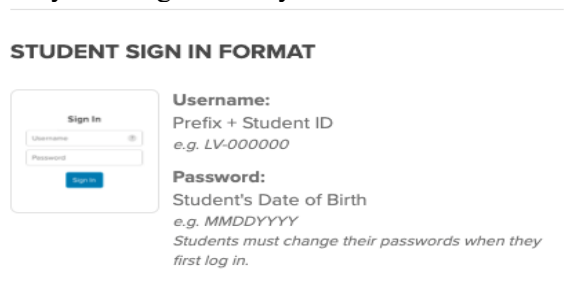 STUDENT SIGN IN FORMAT
Sign In
Username
Password
Sign In
Username:
Prefix + Student ID
e.g. LV-000000
Password:
Student's Date of Birth
e.g. MMDDYYYY
Students must change their passwords when they
first log in.